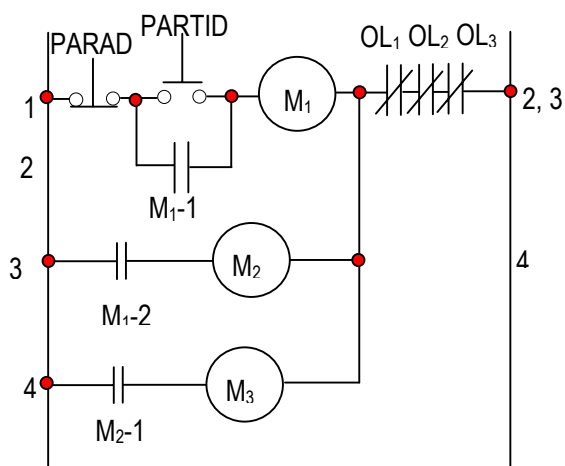 PARAD PARTID OL₁ OL₂ OL₃
1 M₁ 2, 3
2
M₁-1
3 M₂ 4
M₁-2
4 M₃
M₂-1